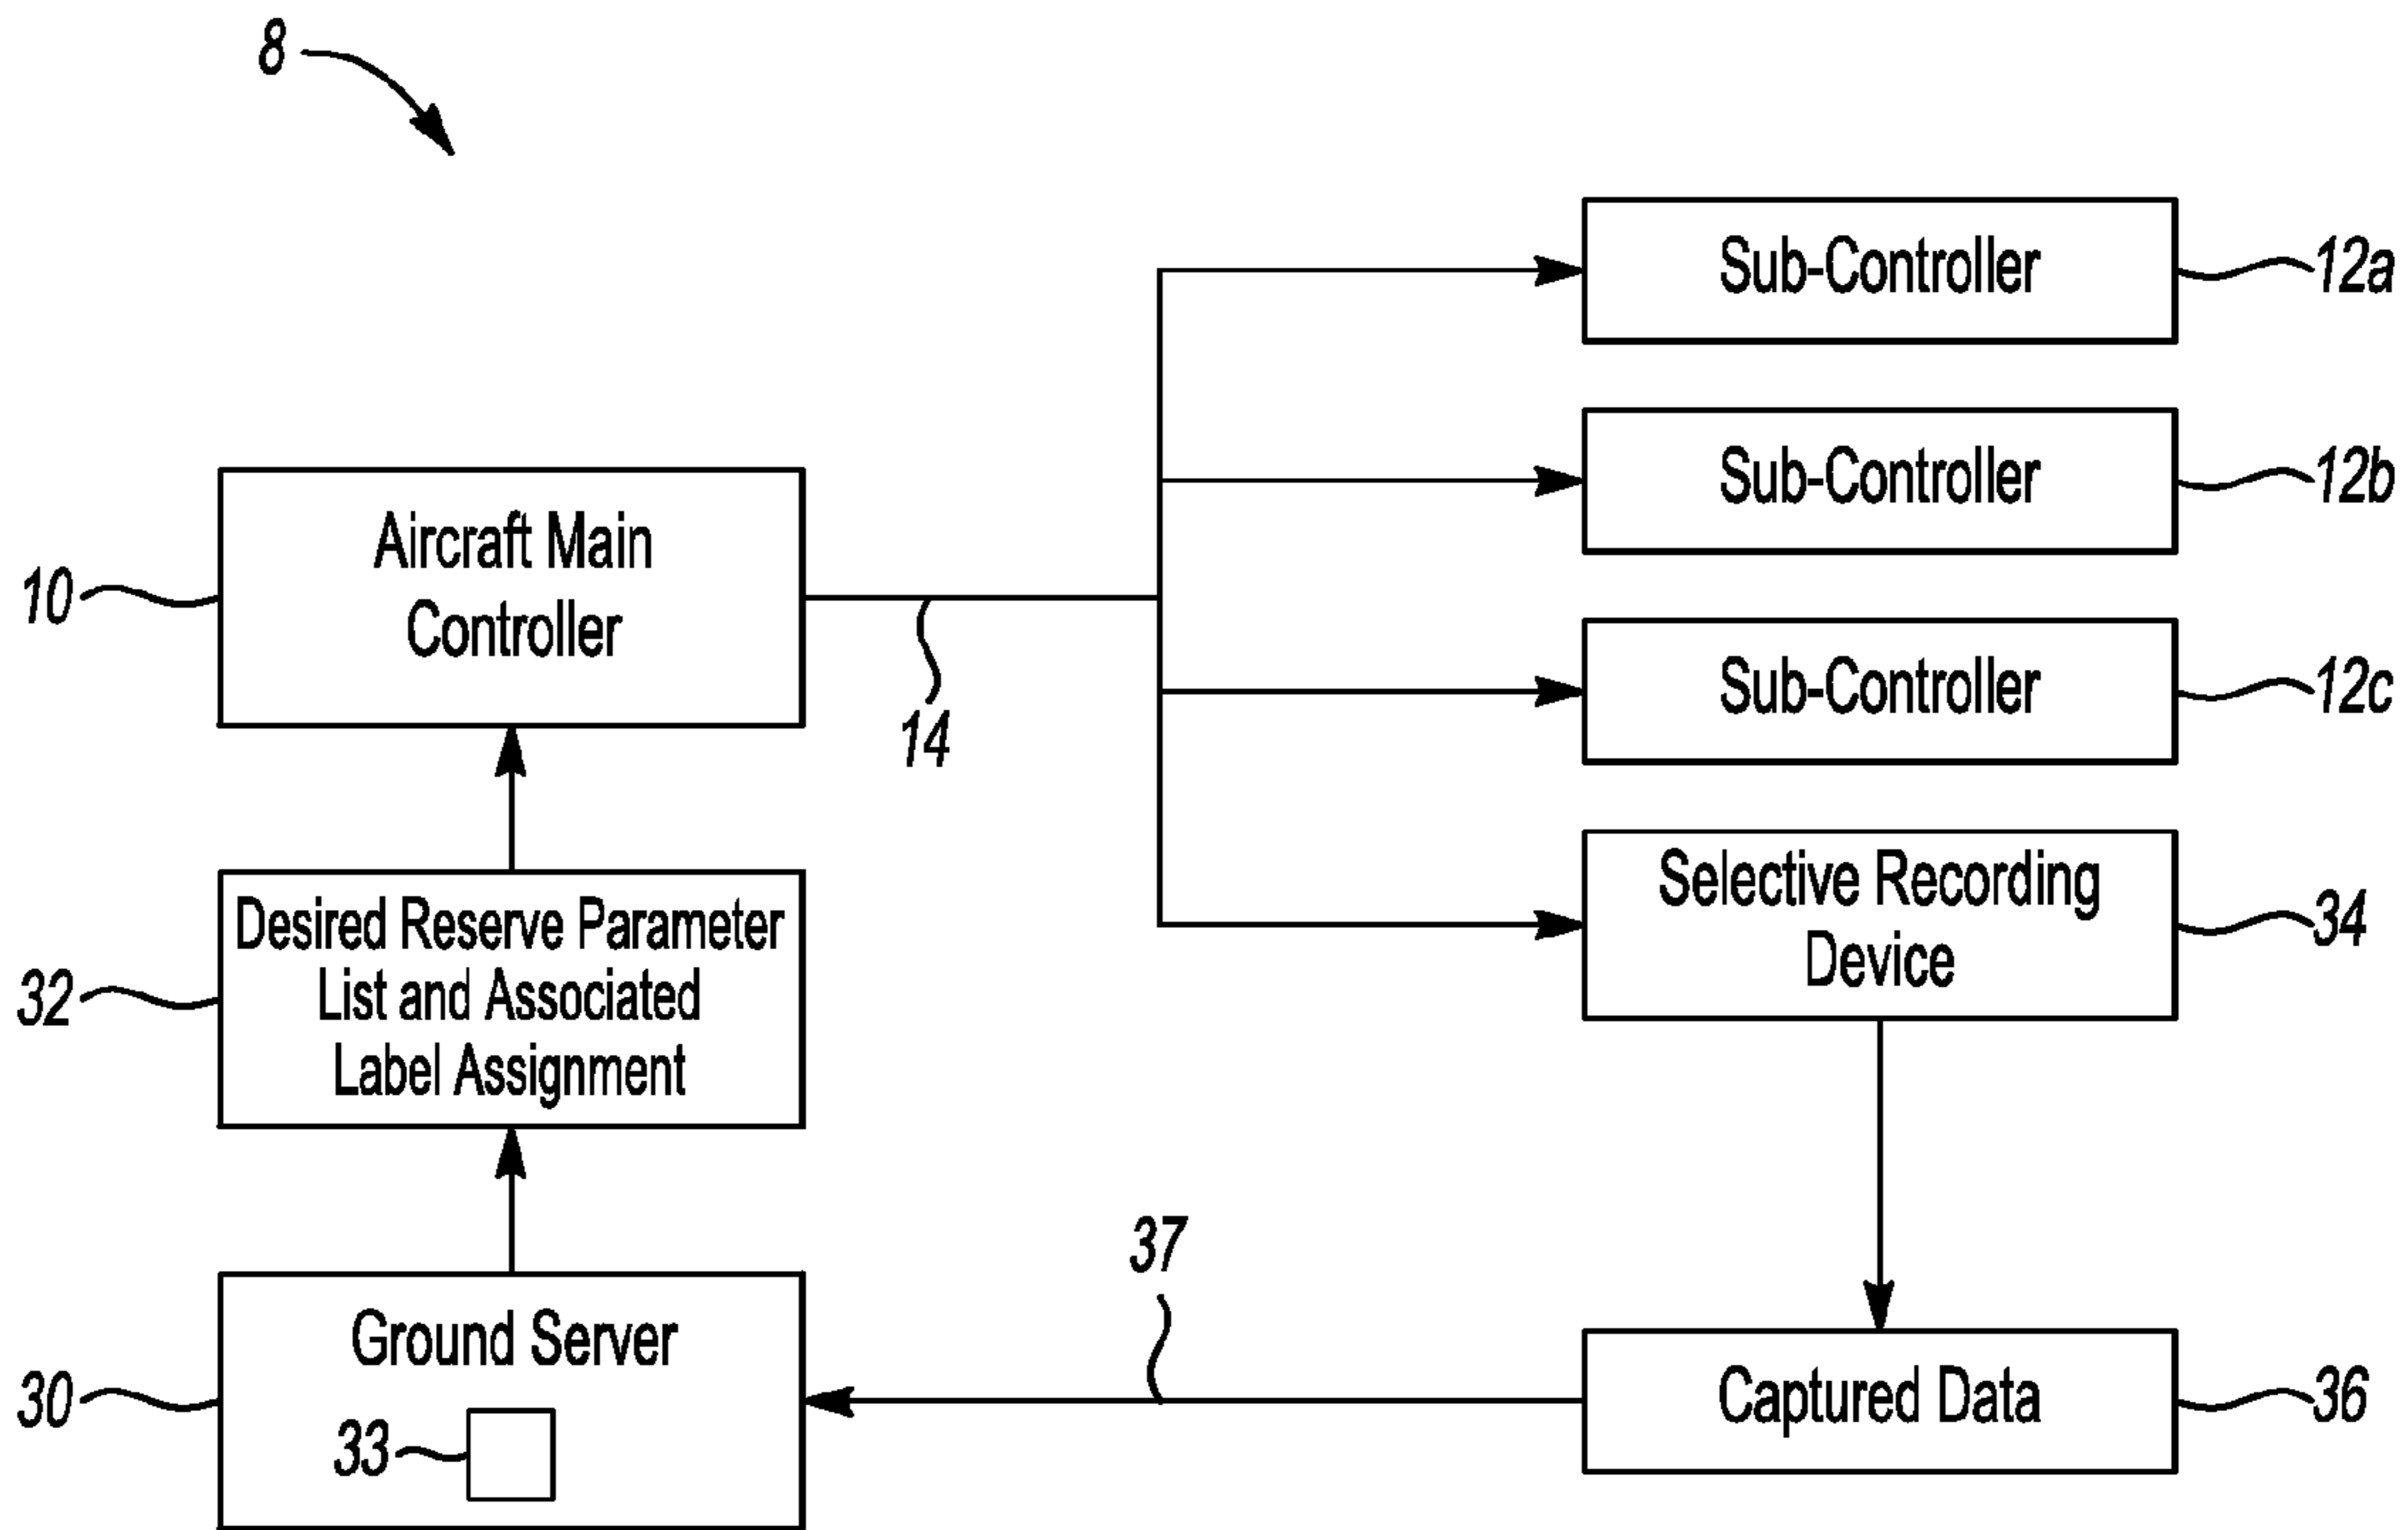 8
Sub-Controller
12a
Sub-Controller
12b
Aircraft Main
Controller
10
14
Sub-Controller
12c
Selective Recording
Device
34
Desired Reserve Parameter
List and Associated
Label Assignment
32
37
Ground Server
30
33
Captured Data
36